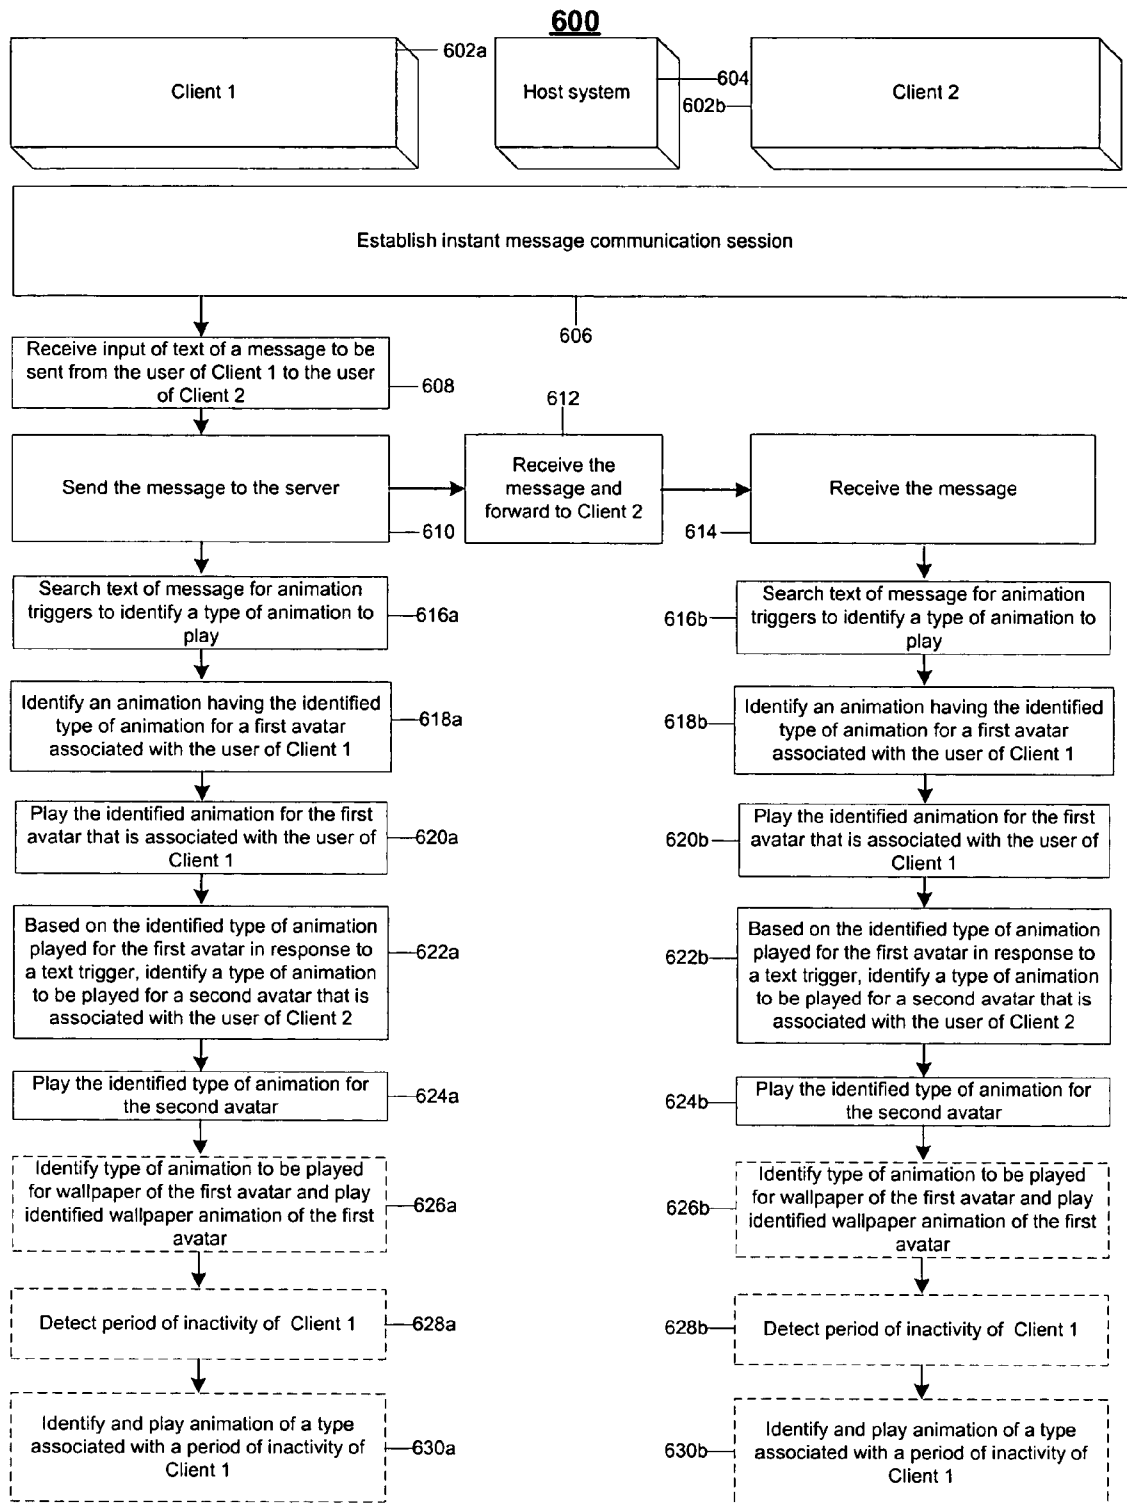 600
Client 1
602a
Host system
604
602b
Client 2
Establish instant message communication session
606
Receive input of text of a message to be
sent from the user of Client 1 to the user
of Client 2
608
612
Send the message to the server
610
Receive the
message and
forward to Client 2
614
Receive the message
Search text of message for animation
triggers to identify a type of animation to
play
616a
616b
Search text of message for animation
triggers to identify a type of animation to
play
Identify an animation having the identified
type of animation for a first avatar
associated with the user of Client 1
618a
618b
Identify an animation having the identified
type of animation for a first avatar
associated with the user of Client 1
Play the identified animation for the first
avatar that is associated with the user of
Client 1
620a
620b
Play the identified animation for the first
avatar that is associated with the user of
Client 1
Based on the identified type of animation
played for the first avatar in response to
a text trigger, identify a type of animation
to be played for a second avatar that is
associated with the user of Client 2
622a
622b
Based on the identified type of animation
played for the first avatar in response to
a text trigger, identify a type of animation
to be played for a second avatar that is
associated with the user of Client 2
Play the identified type of animation for
the second avatar
624a
624b
Play the identified type of animation for
the second avatar
Identify type of animation to be played
for wallpaper of the first avatar and play
identified wallpaper animation of the first
avatar
626a
626b
Identify type of animation to be played
for wallpaper of the first avatar and play
identified wallpaper animation of the first
avatar
Detect period of inactivity of Client 1
628a
628b
Detect period of inactivity of Client 1
Identify and play animation of a type
associated with a period of inactivity of
Client 1
630a
630b
Identify and play animation of a type
associated with a period of inactivity of
Client 1